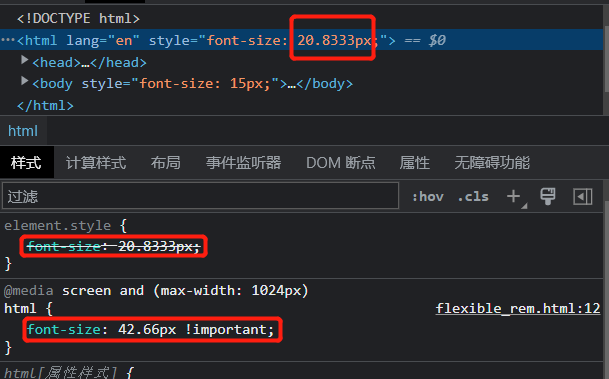 <!DOCTYPE html>
···<html lang="en" style="font-size: 20.8333px;"> == $0
▶<head>…</head>
▶<body style="font-size: 15px;">…</body>
</html>
html
样式 计算样式 布局 事件监听器 DOM 断点 属性 无障碍功能
过滤 :hov .cls +
element.style {
font-size: 20.8333px;
}
@media screen and (max-width: 1024px)
html { flexible_rem.html:12
font-size: 42.66px !important;
}
html[属性样式] {